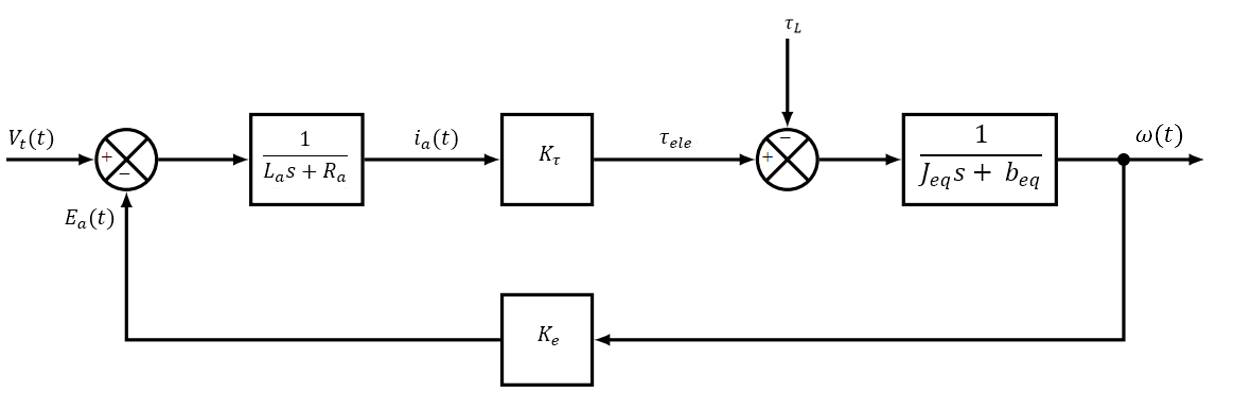 τ_L
V_t(t)
+
−
1
L_a s + R_a
i_a(t)
K_τ
τ_ele
−
+
1
J_eq s + b_eq
ω(t)
E_a(t)
K_e